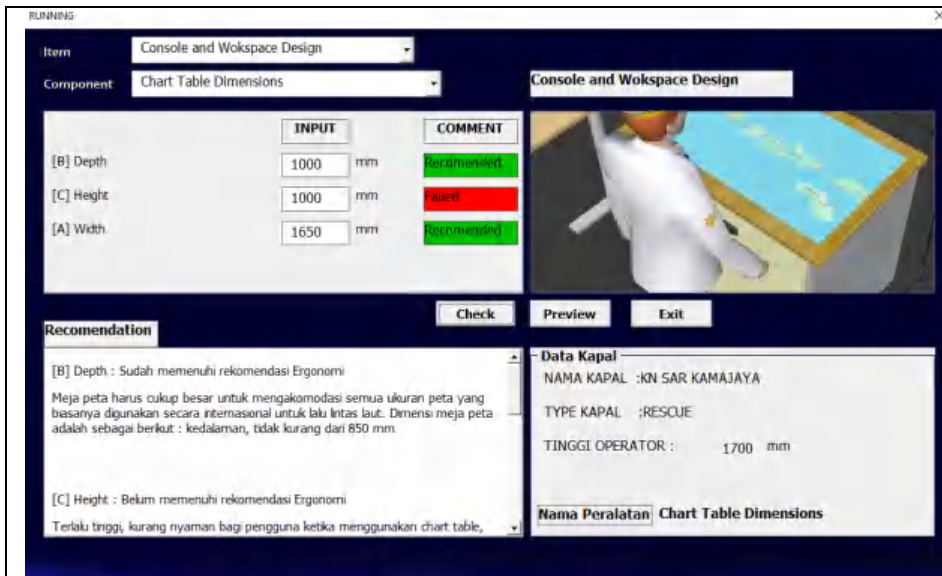 RUNNING
Item
Console and Wokspace Design
Component
Chart Table Dimensions
Console and Wokspace Design
INPUT
COMMENT
[B] Depth
1000
mm
Recomended
[C] Height
1000
mm
Failed
[A] Width
1650
mm
Recomended
Check
Preview
Exit
Recomendation
[B] Depth : Sudah memenuhi rekomendasi Ergonomi
Meja peta harus cukup besar untuk mengakomodasi semua ukuran peta yang
biasanya digunakan secara internasional untuk lalu lintas laut. Dimensi meja peta
adalah sebagai berikut : kedalaman, tidak kurang dari 850 mm
[C] Height : Belum memenuhi rekomendasi Ergonomi
Terlalu tinggi, kurang nyaman bagi pengguna ketika menggunakan chart table,
Data Kapal
NAMA KAPAL :KN SAR KAMAJAYA
TYPE KAPAL :RESCUE
TINGGI OPERATOR : 1700 mm
Nama Peralatan Chart Table Dimensions